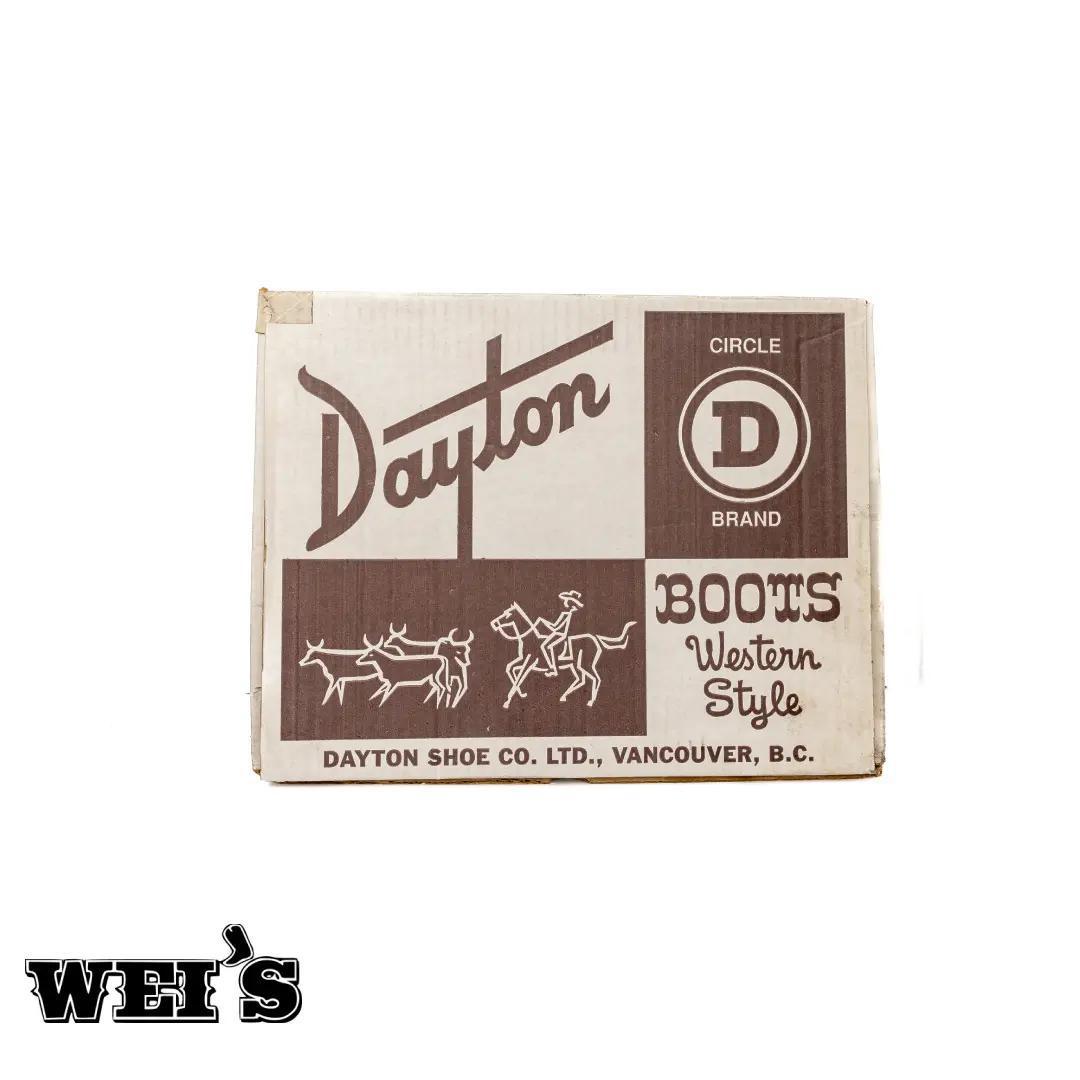 Dayton
CIRCLE
D
BRAND
BOOTS
Western
Style
DAYTON SHOE CO. LTD., VANCOUVER, B.C.
WEI'S